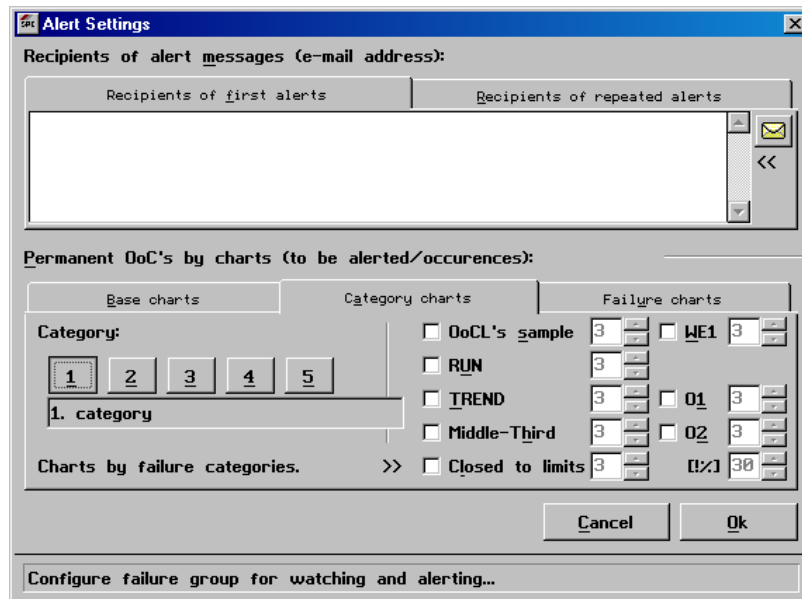 SPC Alert Settings
Recipients of alert messages (e-mail address):
Recipients of first alerts Recipients of repeated alerts
<<
Permanent OoC's by charts (to be alerted/occurences):
Base charts Category charts Failure charts
Category: OoCL's sample 3 WE1 3
RUN 3
1 2 3 4 5
TREND 3 O1 3
1. category
Middle-Third 3 O2 3
Charts by failure categories. >> Closed to limits 3 [!%] 30
Cancel Ok
Configure failure group for watching and alerting...